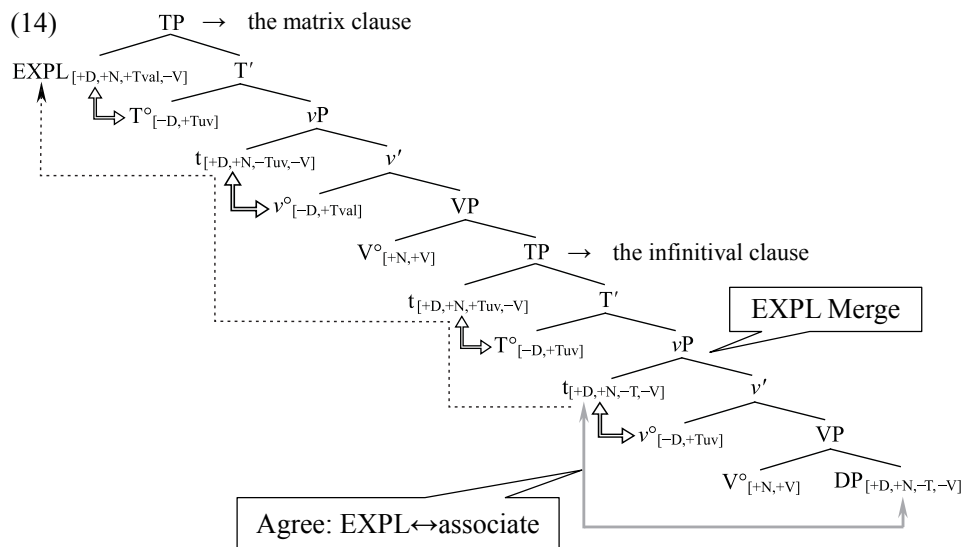 (14)
TP → the matrix clause
EXPL[+D,+N,+Tval,−V] T′
T°[−D,+Tuv] vP
t[+D,+N,−Tuv,−V] v′
v°[−D,+Tval] VP
V°[+N,+V] TP → the infinitival clause
t[+D,+N,+Tuv,−V] T′
EXPL Merge
T°[−D,+Tuv] vP
t[+D,+N,−T,−V] v′
v°[−D,+Tuv] VP
V°[+N,+V] DP[+D,+N,−T,−V]
Agree: EXPL↔associate